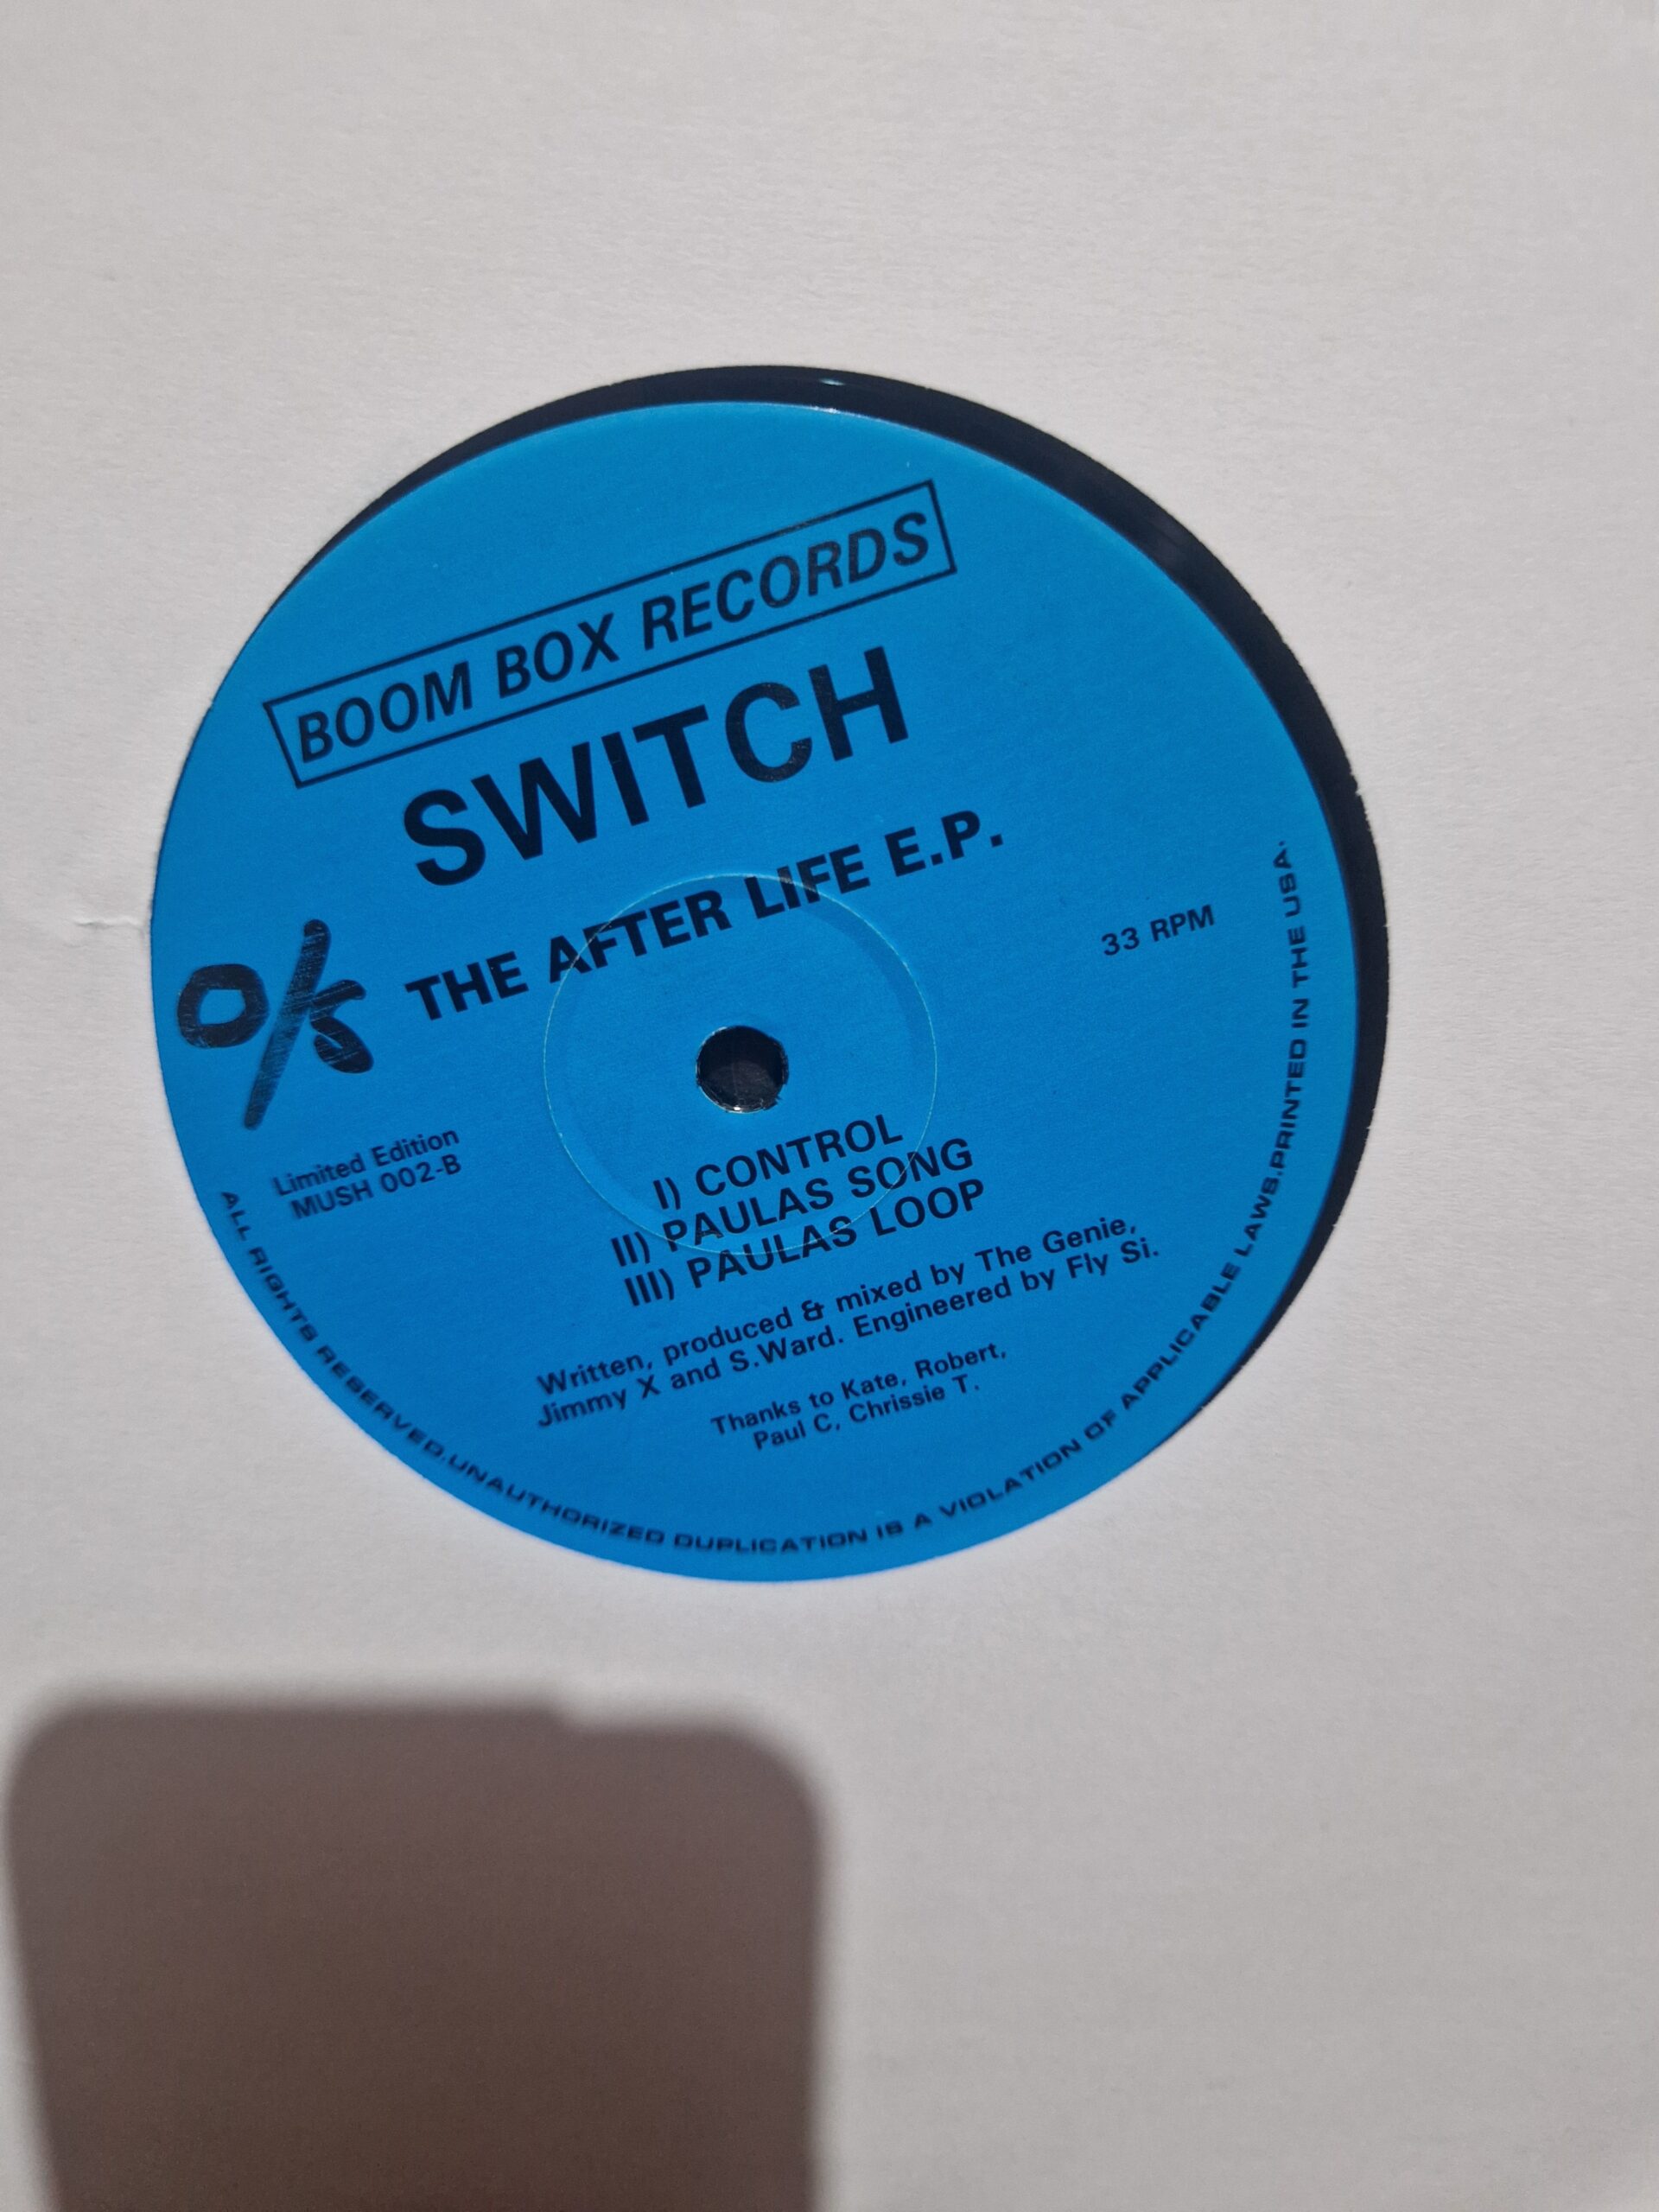 BOOM BOX RECORDS
SWITCH
THE AFTER LIFE E.P.
O/S
33 RPM
Limited Edition
MUSH 002-B
I) CONTROL
II) PAULAS SONG
III) PAULAS LOOP
Written, produced & mixed by The Genie,
Jimmy X and S.Ward. Engineered by Fly Si.
Thanks to Kate, Robert,
Paul C, Chrissie T.
ALL RIGHTS RESERVED.UNAUTHORIZED DUPLICATION IS A VIOLATION OF APPLICABLE LAWS.PRINTED IN THE USA.